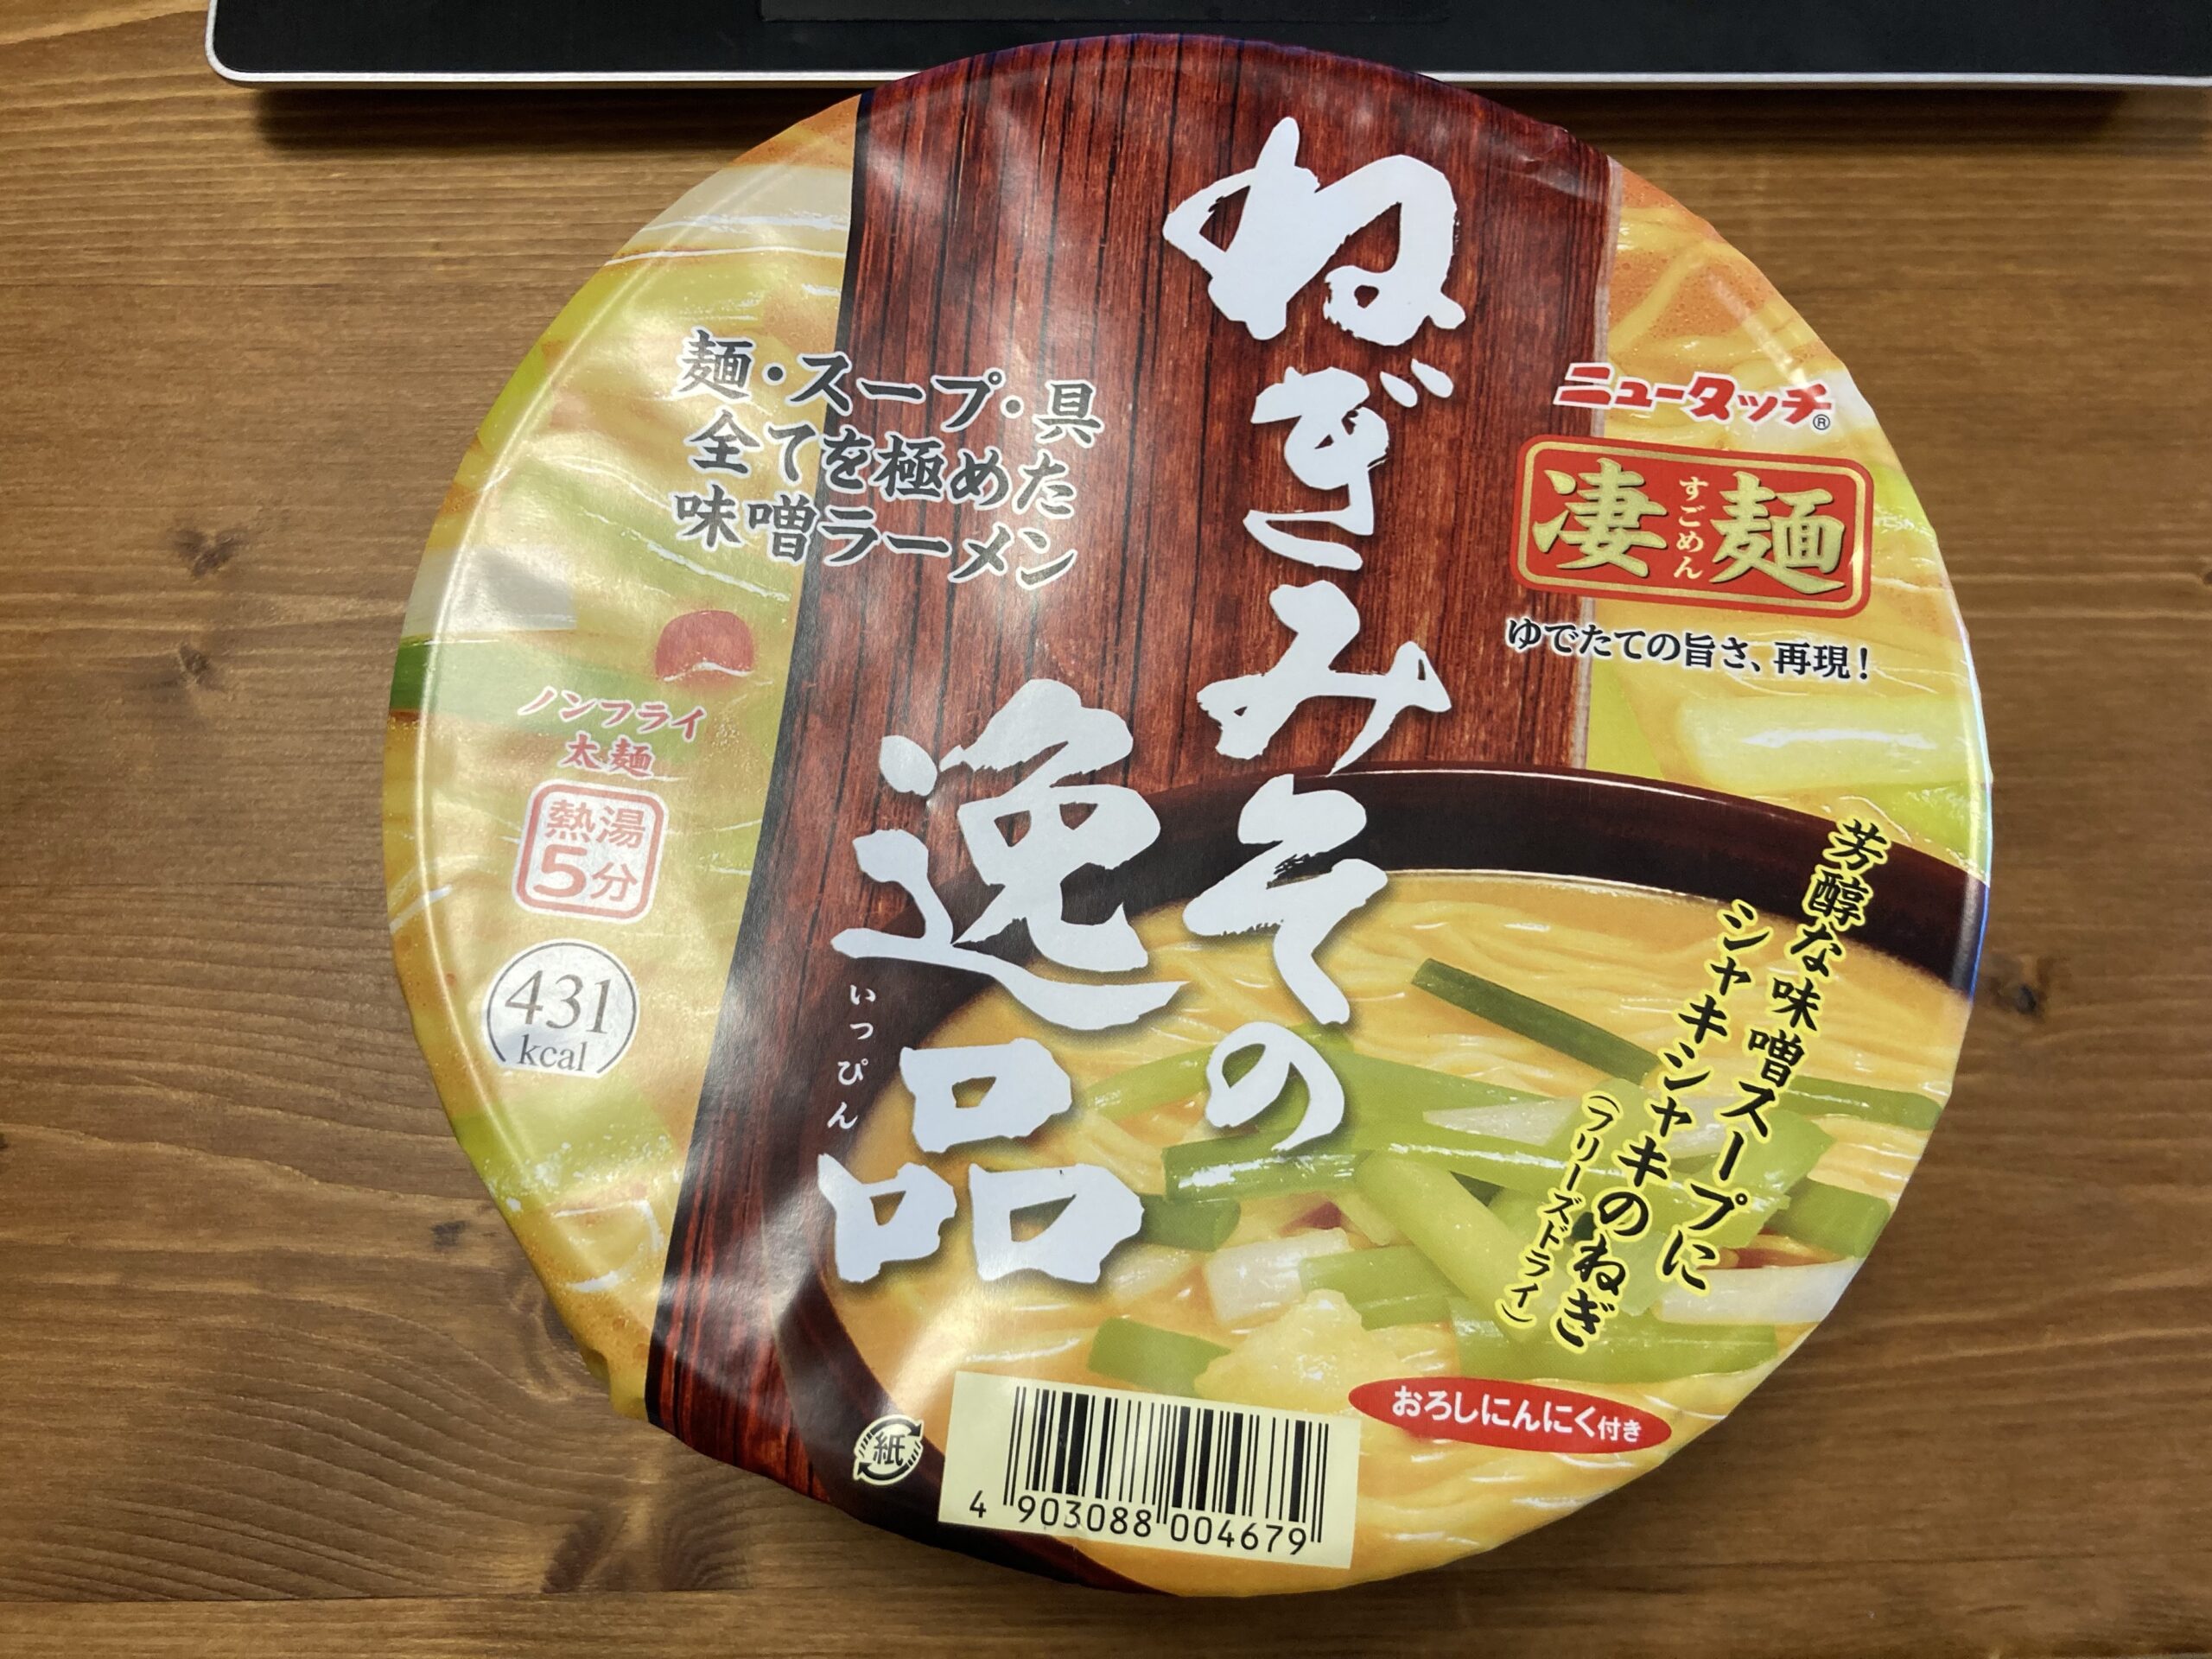 ねぎみその
逸品
いっぴん
麺・スープ・具
全てを極めた
味噌ラーメン
ニュータッチ®
凄麺
すごめん
ゆでたての旨さ、再現!
ノンフライ
太麺
熱湯
5分
431
kcal
芳醇な味噌スープに
シャキシャキのねぎ
(フリーズドライ)
おろしにんにく付き
紙
4 903088 004679